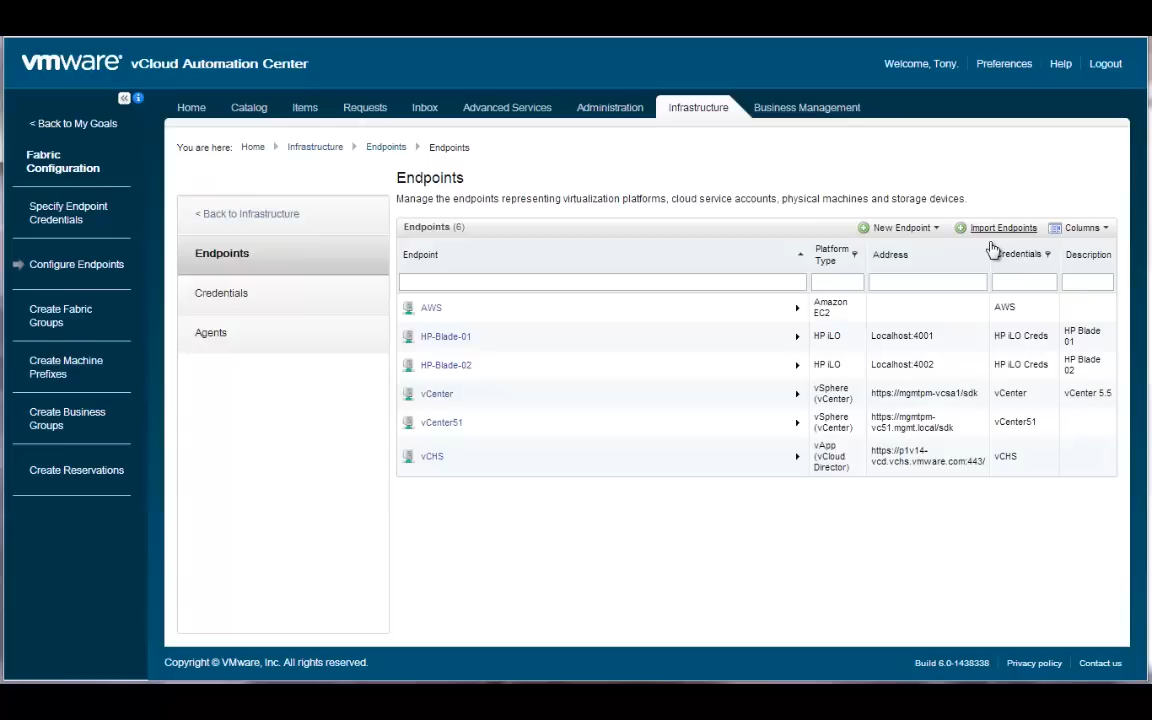 vmware® vCloud Automation Center
Welcome, Tony.
Preferences
Help
Logout
< Back to My Goals
Fabric
Configuration
Specify Endpoint
Credentials
Configure Endpoints
Create Fabric
Groups
Create Machine
Prefixes
Create Business
Groups
Create Reservations
Home
Catalog
Items
Requests
Inbox
Advanced Services
Administration
Infrastructure
Business Management
You are here: Home Infrastructure Endpoints Endpoints
< Back to Infrastructure
Endpoints
Credentials
Agents
Endpoints
Manage the endpoints representing virtualization platforms, cloud service accounts, physical machines and storage devices.
Endpoints (6)
New Endpoint
Import Endpoints
Columns
Endpoint
Platform
Type
Address
Credentials
Description
AWS
Amazon
EC2
AWS
HP-Blade-01
HP iLO
Localhost:4001
HP iLO Creds
HP Blade
01
HP-Blade-02
HP iLO
Localhost:4002
HP iLO Creds
HP Blade
02
vCenter
vSphere
(vCenter)
https://mgmtpm-vcsa1/sdk
vCenter
vCenter 5.5
vCenter51
vSphere
(vCenter)
https://mgmtpm-
vc51.mgmt.local/sdk
vCenter51
vCHS
vApp
(vCloud
Director)
https://p1v14-
vcd.vchs.vmware.com:443/
vCHS
Copyright © VMware, Inc. All rights reserved.
Build 6.0-1438338
Privacy policy
Contact us